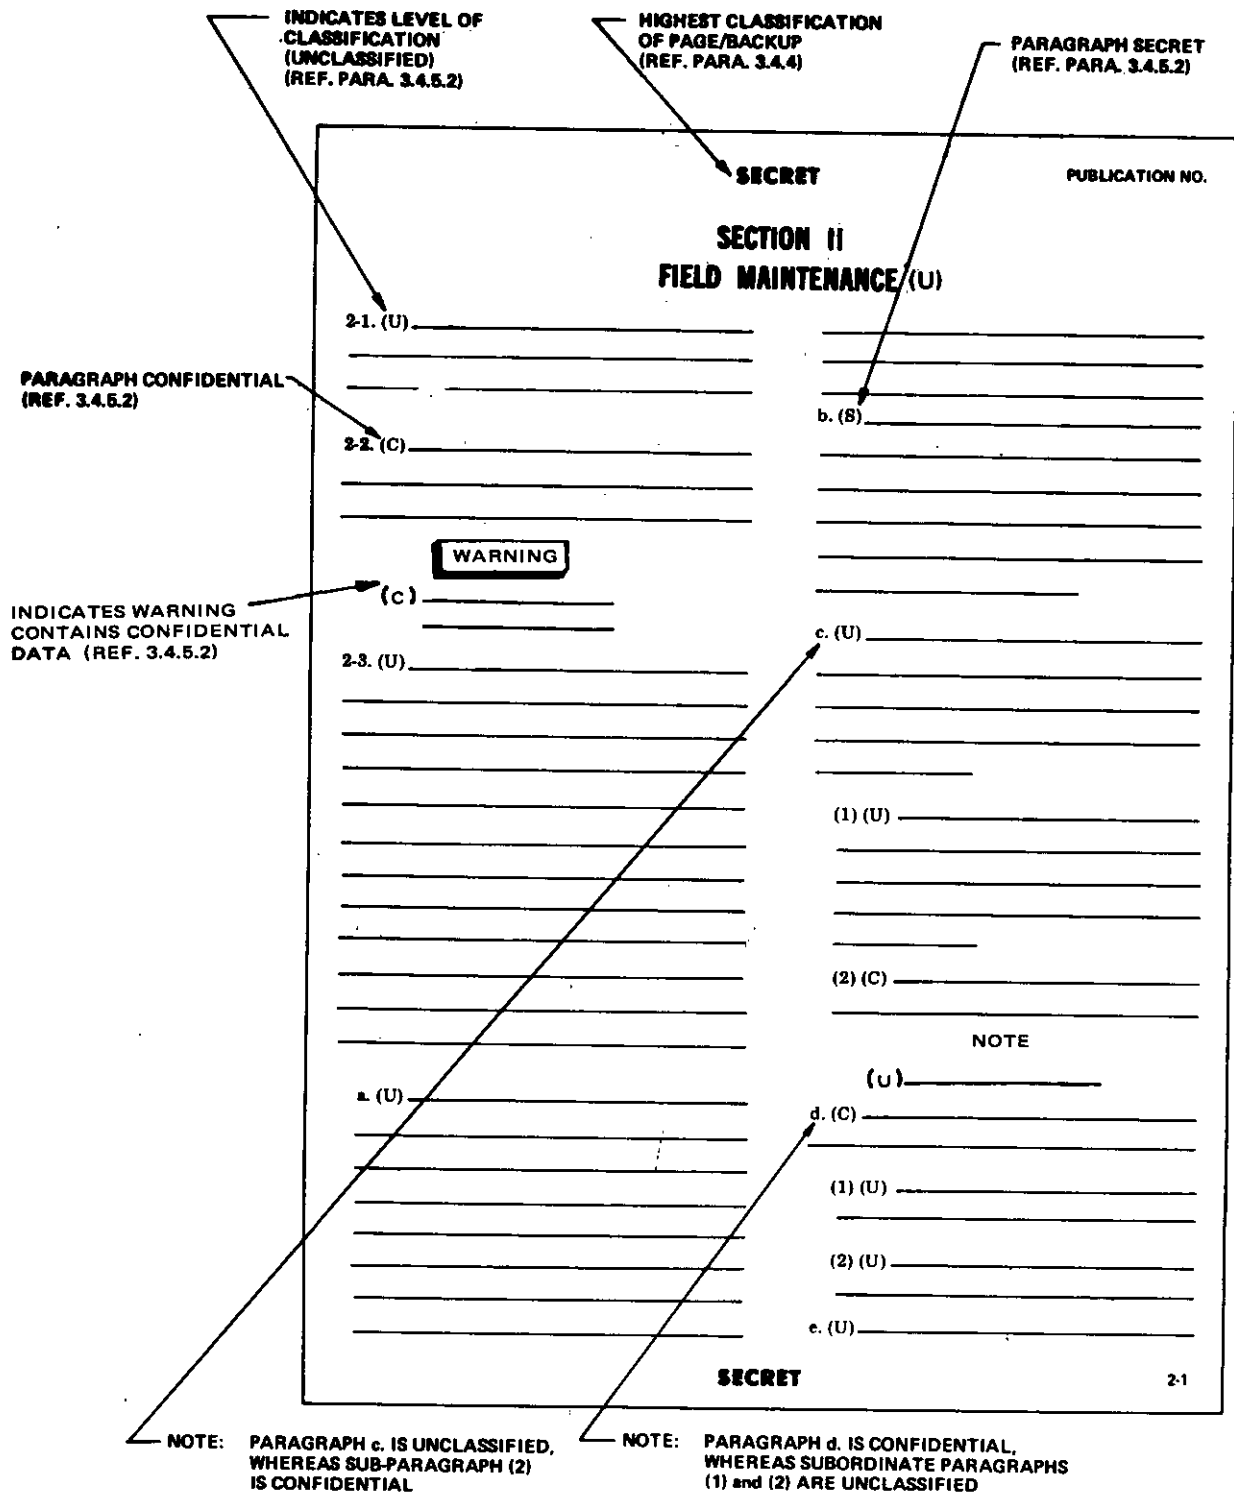 INDICATES LEVEL OF
CLASSIFICATION
(UNCLASSIFIED)
(REF. PARA. 3.4.5.2)
HIGHEST CLASSIFICATION
OF PAGE/BACKUP
(REF. PARA. 3.4.4)
PARAGRAPH SECRET
(REF. PARA. 3.4.5.2)
SECRET
PUBLICATION NO.
SECTION II
FIELD MAINTENANCE (U)
2-1. (U)
PARAGRAPH CONFIDENTIAL
(REF. 3.4.5.2)
2-2. (C)
WARNING
(C)
INDICATES WARNING
CONTAINS CONFIDENTIAL
DATA (REF. 3.4.5.2)
2-3. (U)
a. (U)
b. (S)
c. (U)
(1) (U)
(2) (C)
NOTE
(U)
d. (C)
(1) (U)
(2) (U)
e. (U)
SECRET
2-1
NOTE: PARAGRAPH c. IS UNCLASSIFIED,
WHEREAS SUB-PARAGRAPH (2)
IS CONFIDENTIAL
NOTE: PARAGRAPH d. IS CONFIDENTIAL,
WHEREAS SUBORDINATE PARAGRAPHS
(1) and (2) ARE UNCLASSIFIED